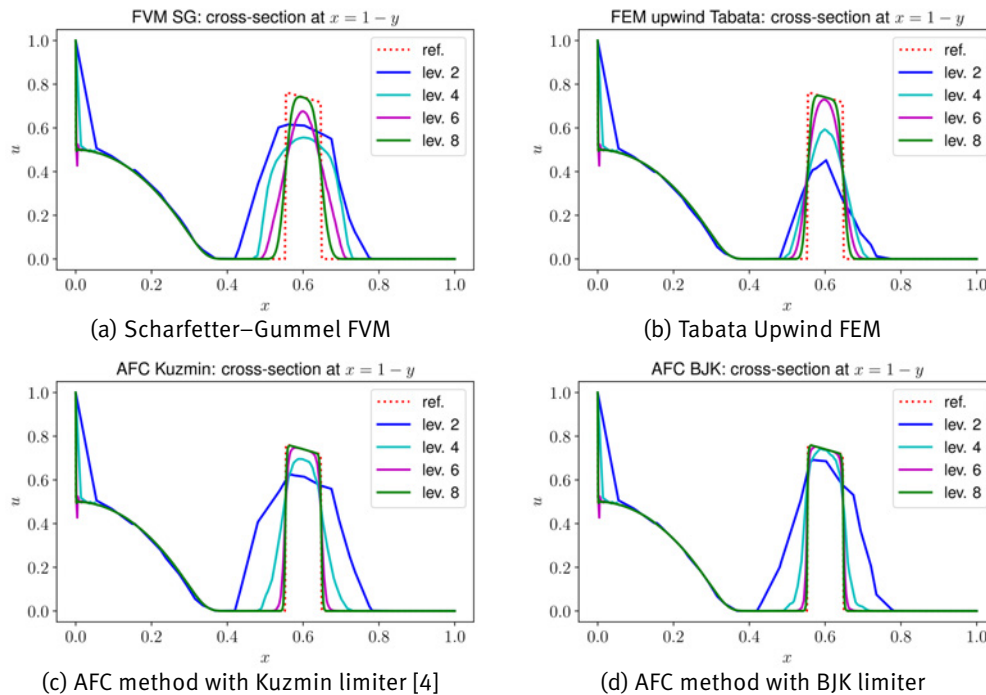 FVM SG: cross-section at x = 1 − y
1.0
0.8
0.6
0.4
0.2
0.0
u
ref.
lev. 2
lev. 4
lev. 6
lev. 8
0.0 0.2 0.4 0.6 0.8 1.0
x
(a) Scharfetter–Gummel FVM
FEM upwind Tabata: cross-section at x = 1 − y
1.0
0.8
0.6
0.4
0.2
0.0
u
ref.
lev. 2
lev. 4
lev. 6
lev. 8
0.0 0.2 0.4 0.6 0.8 1.0
x
(b) Tabata Upwind FEM
AFC Kuzmin: cross-section at x = 1 − y
1.0
0.8
0.6
0.4
0.2
0.0
u
ref.
lev. 2
lev. 4
lev. 6
lev. 8
0.0 0.2 0.4 0.6 0.8 1.0
x
(c) AFC method with Kuzmin limiter [4]
AFC BJK: cross-section at x = 1 − y
1.0
0.8
0.6
0.4
0.2
0.0
u
ref.
lev. 2
lev. 4
lev. 6
lev. 8
0.0 0.2 0.4 0.6 0.8 1.0
x
(d) AFC method with BJK limiter